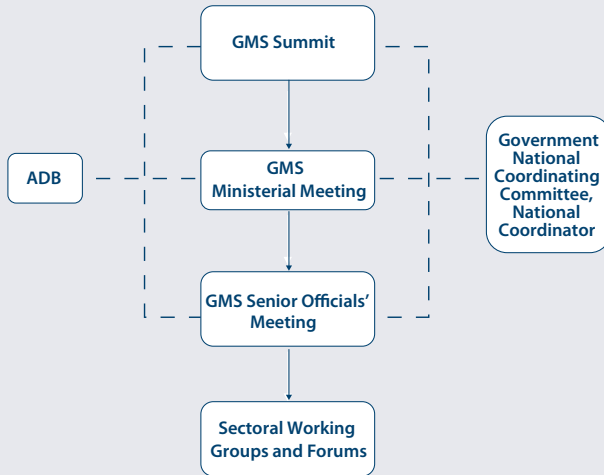 GMS Summit
ADB
GMS
Ministerial Meeting
Government
National
Coordinating
Committee,
National
Coordinator
GMS Senior Officials’
Meeting
Sectoral Working
Groups and Forums